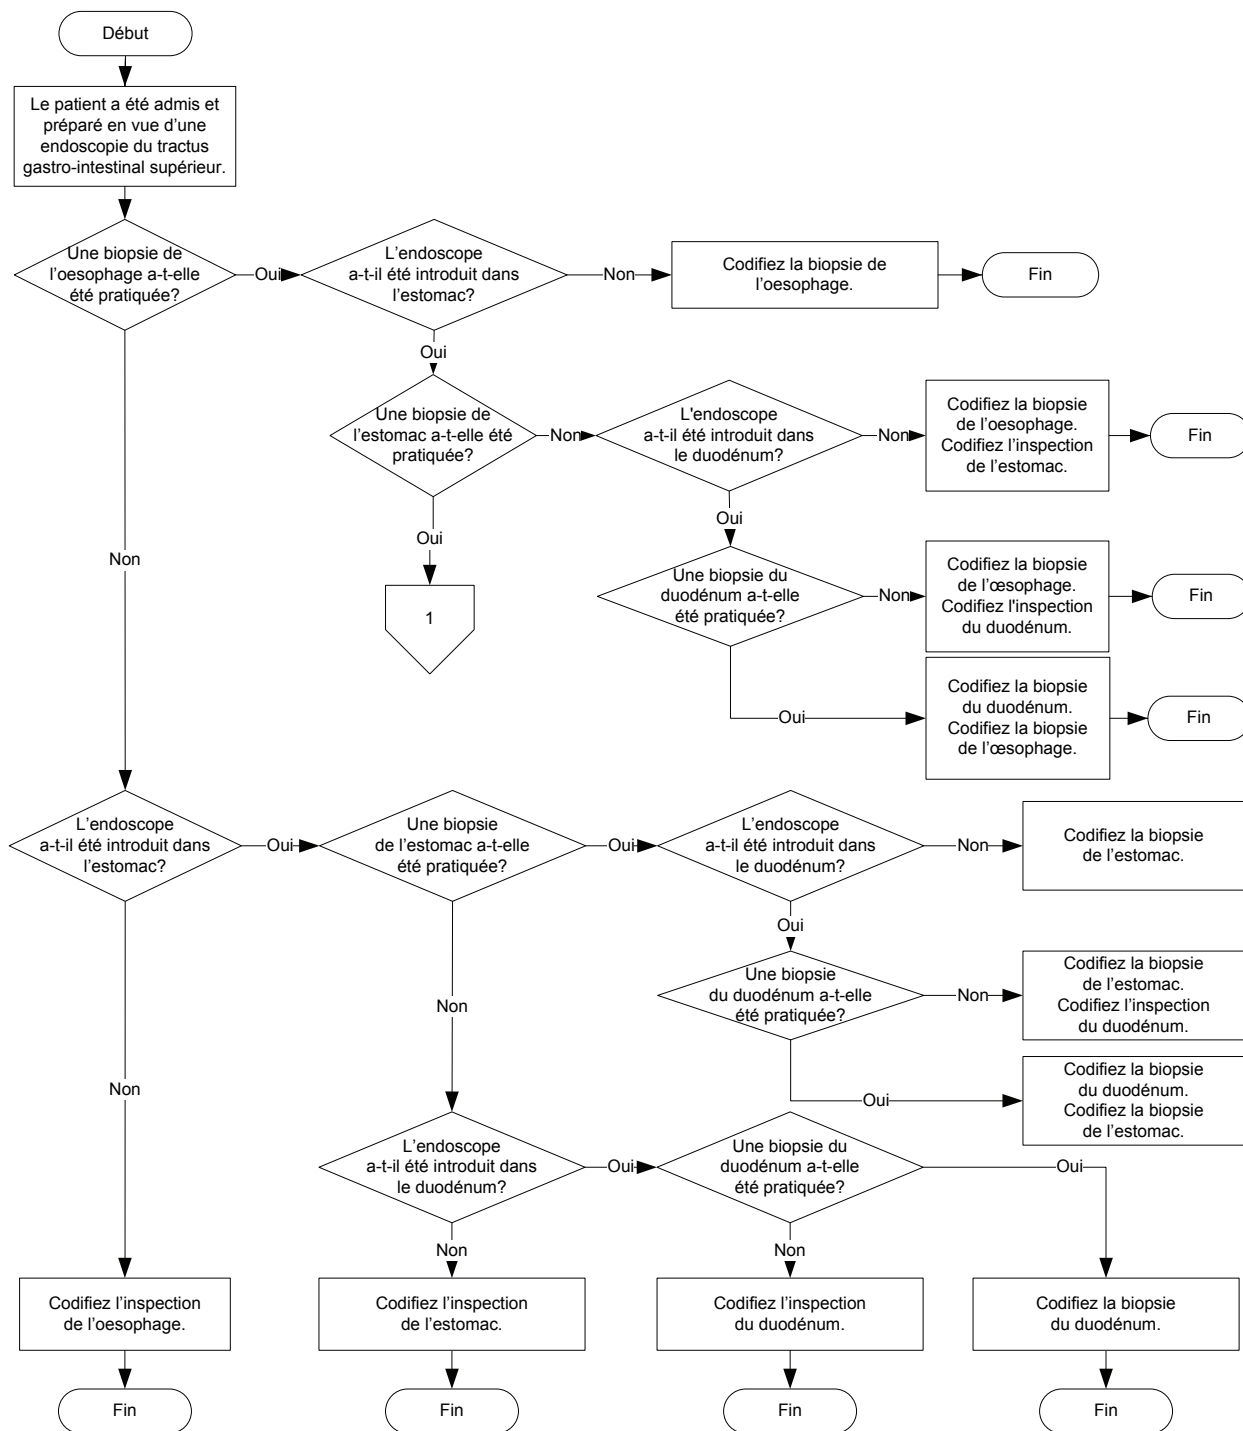 Début
Le patient a été admis et
préparé en vue d'une
endoscopie du tractus
gastro-intestinal supérieur.
Une biopsie de
l'oesophage a-t-elle
été pratiquée?
Oui
L'endoscope
a-t-il été introduit dans
l'estomac?
Non
Codifiez la biopsie de
l'oesophage.
Fin
Oui
Une biopsie de
l'estomac a-t-elle été
pratiquée?
Non
L'endoscope
a-t-il été introduit dans
le duodénum?
Non
Codifiez la biopsie
de l'oesophage.
Codifiez l'inspection
de l'estomac.
Fin
Oui
Oui
Non
1
Une biopsie du
duodénum a-t-elle
été pratiquée?
Non
Codifiez la biopsie
de l'œsophage.
Codifiez l'inspection
du duodénum.
Fin
Oui
Codifiez la biopsie
du duodénum.
Codifiez la biopsie
de l'œsophage.
Fin
L'endoscope
a-t-il été introduit dans
l'estomac?
Oui
Une biopsie
de l'estomac a-t-elle
été pratiquée?
Oui
L'endoscope
a-t-il été introduit dans
le duodénum?
Non
Codifiez la biopsie
de l'estomac.
Oui
Une biopsie
du duodénum a-t-elle
été pratiquée?
Non
Codifiez la biopsie
de l'estomac.
Codifiez l'inspection
du duodénum.
Non
Non
Oui
Codifiez la biopsie
du duodénum.
Codifiez la biopsie
de l'estomac.
L'endoscope
a-t-il été introduit dans
le duodénum?
Oui
Une biopsie du
duodénum a-t-elle
été pratiquée?
Oui
Non
Non
Codifiez l'inspection
de l'oesophage.
Codifiez l'inspection
de l'estomac.
Codifiez l'inspection
du duodénum.
Codifiez la biopsie
du duodénum.
Fin
Fin
Fin
Fin